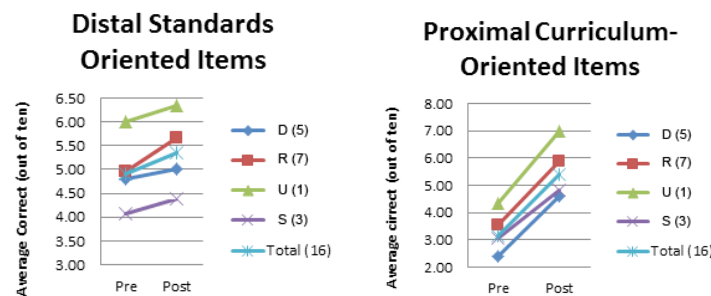 Distal Standards
Oriented Items
Average Correct (out of ten)
6.50
6.00
5.50
5.00
4.50
4.00
3.50
3.00
Pre Post
D (5)
R (7)
U (1)
S (3)
Total (16)
Proximal Curriculum-
Oriented Items
Average cirrect (out of ten)
8.00
7.00
6.00
5.00
4.00
3.00
2.00
Pre Post
D (5)
R (7)
U (1)
S (3)
Total (16)